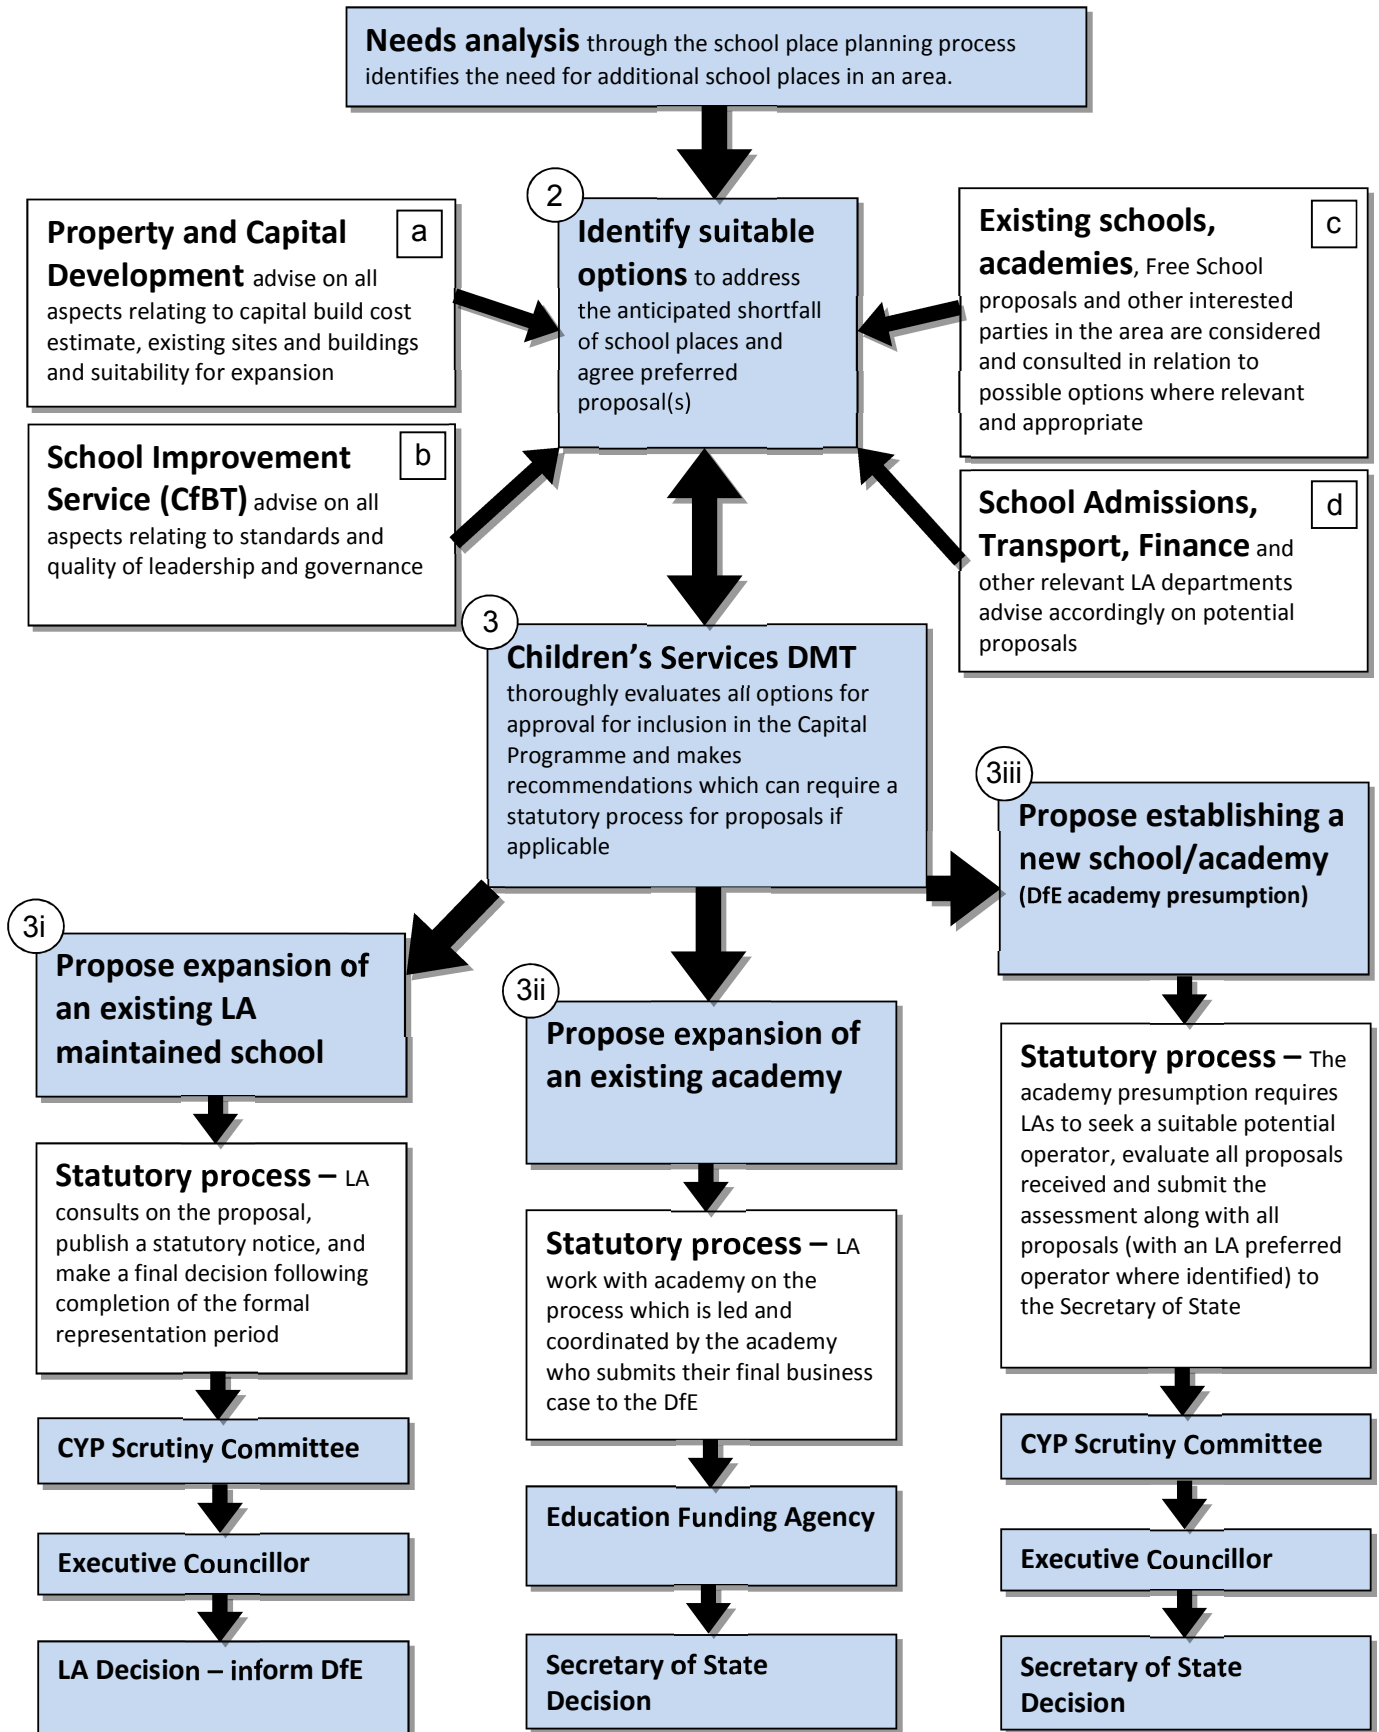 Needs analysis through the school place planning process
identifies the need for additional school places in an area.
a
Property and Capital
Development advise on all
aspects relating to capital build cost
estimate, existing sites and buildings
and suitability for expansion
b
School Improvement
Service (CfBT) advise on all
aspects relating to standards and
quality of leadership and governance
2
Identify suitable
options to address
the anticipated shortfall
of school places and
agree preferred
proposal(s)
c
Existing schools,
academies, Free School
proposals and other interested
parties in the area are considered
and consulted in relation to
possible options where relevant
and appropriate
d
School Admissions,
Transport, Finance and
other relevant LA departments
advise accordingly on potential
proposals
3
Children’s Services DMT
thoroughly evaluates all options for
approval for inclusion in the Capital
Programme and makes
recommendations which can require a
statutory process for proposals if
applicable
3i
Propose expansion of
an existing LA
maintained school
Statutory process – LA
consults on the proposal,
publish a statutory notice, and
make a final decision following
completion of the formal
representation period
CYP Scrutiny Committee
Executive Councillor
LA Decision – inform DfE
3ii
Propose expansion of
an existing academy
Statutory process – LA
work with academy on the
process which is led and
coordinated by the academy
who submits their final business
case to the DfE
Education Funding Agency
Secretary of State
Decision
3iii
Propose establishing a
new school/academy
(DfE academy presumption)
Statutory process – The
academy presumption requires
LAs to seek a suitable potential
operator, evaluate all proposals
received and submit the
assessment along with all
proposals (with an LA preferred
operator where identified) to
the Secretary of State
CYP Scrutiny Committee
Executive Councillor
Secretary of State
Decision